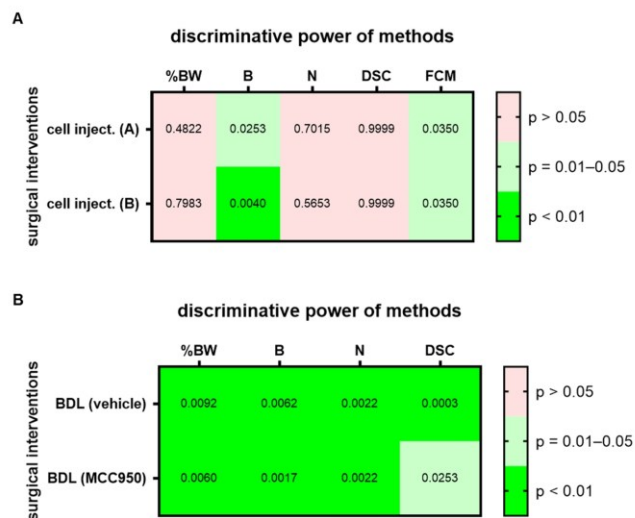 A
discriminative power of methods
%BW B N DSC FCM
surgical interventions
cell inject. (A) 0.4822 0.0253 0.7015 0.9999 0.0350
cell inject. (B) 0.7983 0.0040 0.5653 0.9999 0.0350
p > 0.05
p = 0.01–0.05
p < 0.01
B
discriminative power of methods
%BW B N DSC
surgical interventions
BDL (vehicle) 0.0092 0.0062 0.0022 0.0003
BDL (MCC950) 0.0060 0.0017 0.0022 0.0253
p > 0.05
p = 0.01–0.05
p < 0.01